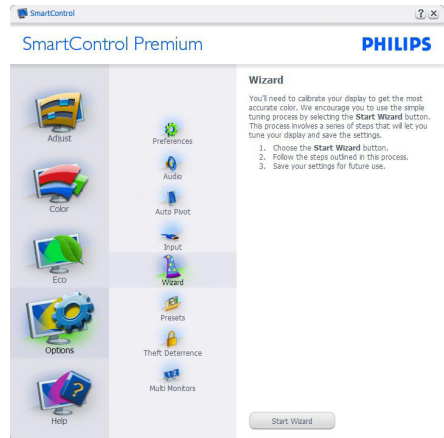 SmartControl
SmartControl Premium
PHILIPS
Adjust
Color
Eco
Options
Help
Preferences
Audio
Auto Pivot
Input
Wizard
Presets
Theft Deterrence
Multi Monitors
Wizard
You'll need to calibrate your display to get the most
accurate color. We encourage you to use the simple
tuning process by selecting the Start Wizard button.
This process involves a series of steps that will let you
tune your display and save the settings.
1. Choose the Start Wizard button.
2. Follow the steps outlined in this process.
3. Save your settings for future use.
Start Wizard